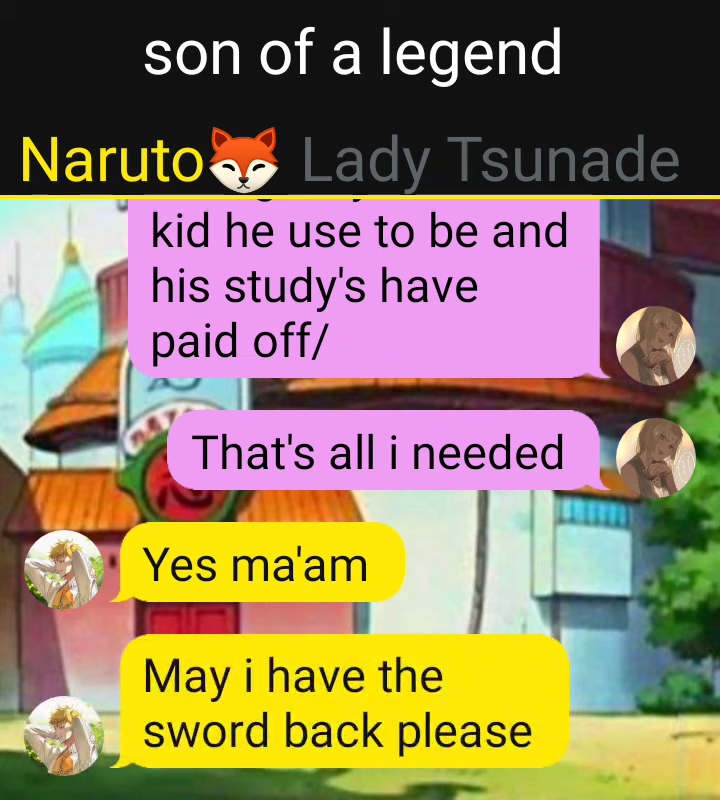 son of a legend
Naruto🦊 Lady Tsunade
kid he use to be and
his study's have
paid off/
That's all i needed
Yes ma'am
May i have the
sword back please